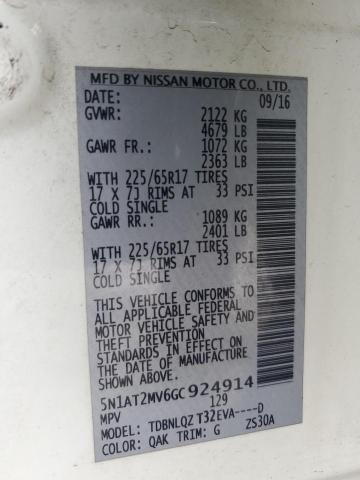 MFD BY NISSAN MOTOR CO., LTD.
DATE: 09/16
GVWR: 2122 KG
4679 LB
GAWR FR.: 1072 KG
2363 LB
WITH 225/65R17 TIRES
17 X 7J RIMS AT 33 PSI
COLD SINGLE
GAWR RR.: 1089 KG
2401 LB
WITH 225/65R17 TIRES
17 X 7J RIMS AT 33 PSI
COLD SINGLE
THIS VEHICLE CONFORMS TO
ALL APPLICABLE FEDERAL
MOTOR VEHICLE SAFETY AND
STANDARDS IN EFFECT ON
THE DATE OF MANUFACTURE
SHOWN ABOVE.
5N1AT2MV6GC924914
MPV 129
MODEL: TDBNLQZ T32EVA----D
COLOR: QAK TRIM: G ZS30A